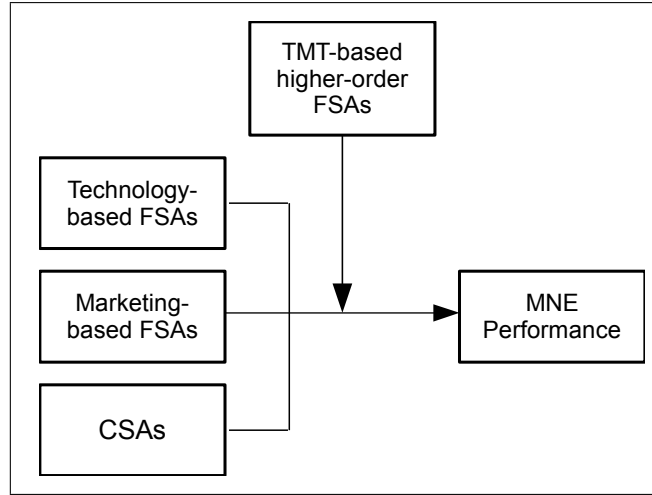 TMT-based
higher-order
FSAs
Technology-
based FSAs
Marketing-
based FSAs
MNE
Performance
CSAs